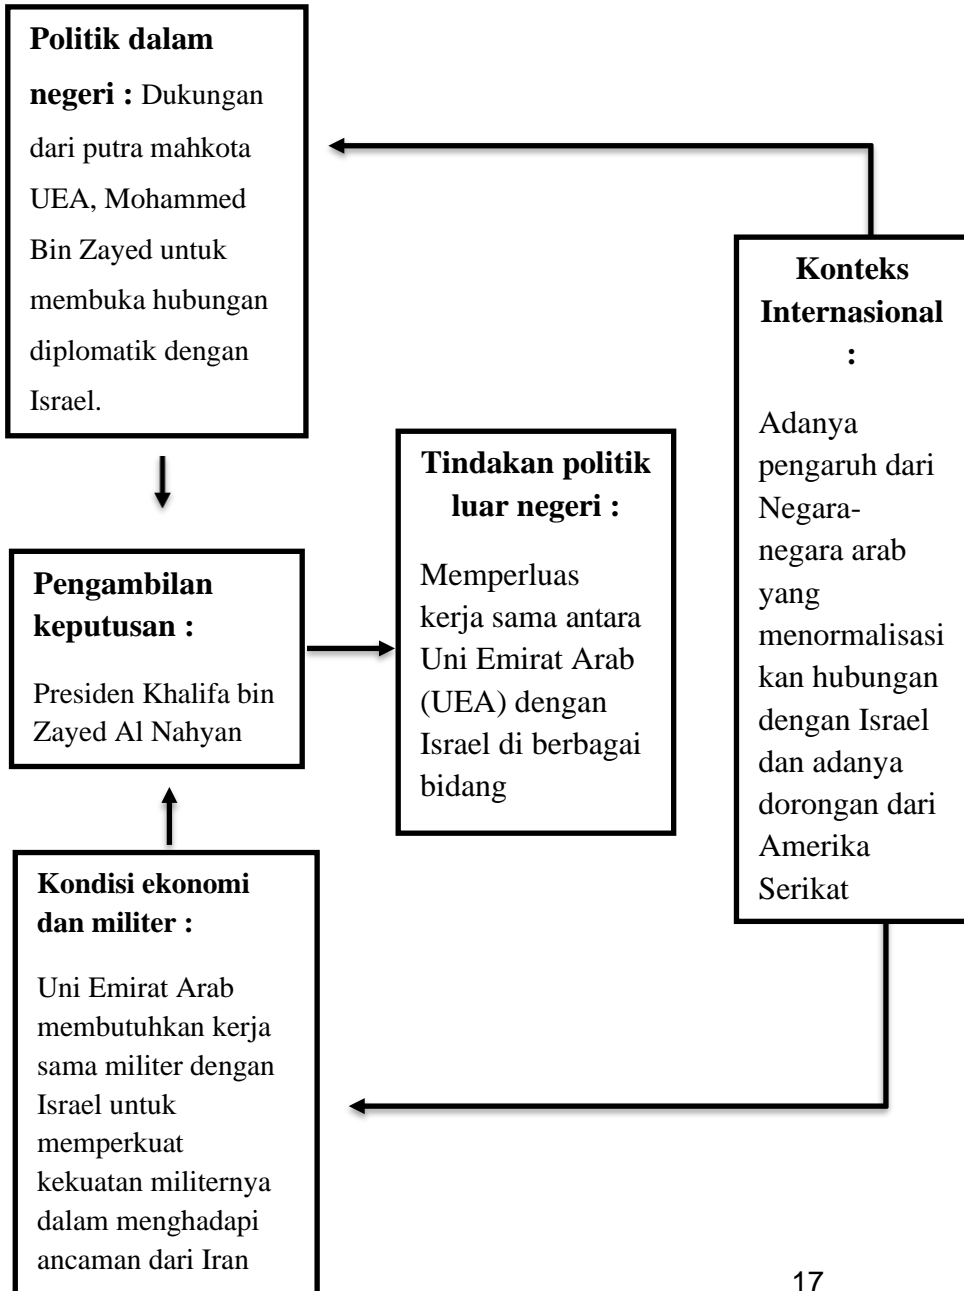 Politik dalam
negeri : Dukungan
dari putra mahkota
UEA, Mohammed
Bin Zayed untuk
membuka hubungan
diplomatik dengan
Israel.
Pengambilan
keputusan :
Presiden Khalifa bin
Zayed Al Nahyan
Kondisi ekonomi
dan militer :
Uni Emirat Arab
membutuhkan kerja
sama militer dengan
Israel untuk
memperkuat
kekuatan militernya
dalam menghadapi
ancaman dari Iran
Tindakan politik
luar negeri :
Memperluas
kerja sama antara
Uni Emirat Arab
(UEA) dengan
Israel di berbagai
bidang
Konteks
Internasional
:
Adanya
pengaruh dari
Negara-
negara arab
yang
menormalisasi
kan hubungan
dengan Israel
dan adanya
dorongan dari
Amerika
Serikat
17